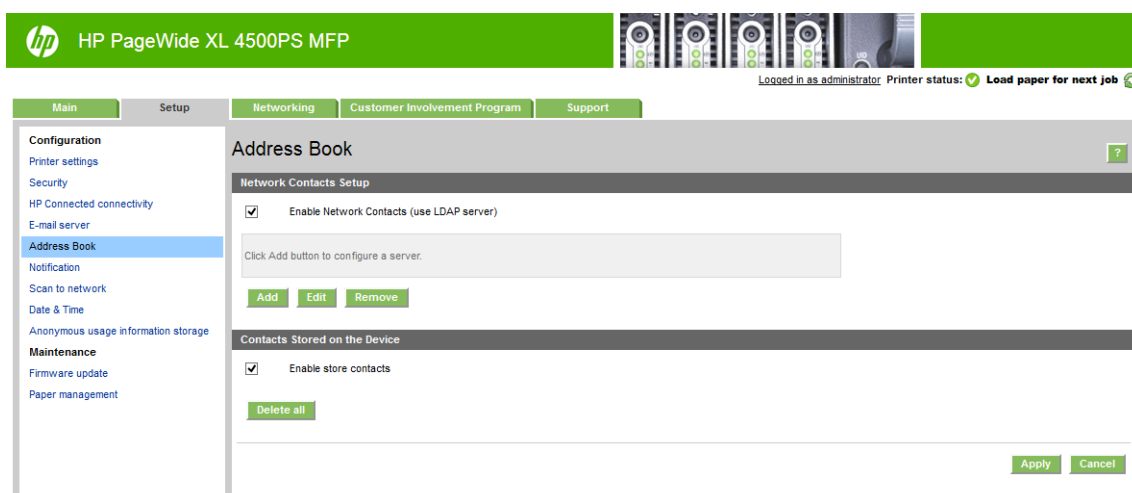 hp HP PageWide XL 4500PS MFP
Logged in as administrator Printer status: Load paper for next job
Main Setup Networking Customer Involvement Program Support
Configuration
Printer settings
Security
HP Connected connectivity
E-mail server
Address Book
Notification
Scan to network
Date & Time
Anonymous usage information storage
Maintenance
Firmware update
Paper management
Address Book
?
Network Contacts Setup
Enable Network Contacts (use LDAP server)
Click Add button to configure a server.
Add Edit Remove
Contacts Stored on the Device
Enable store contacts
Delete all
Apply Cancel